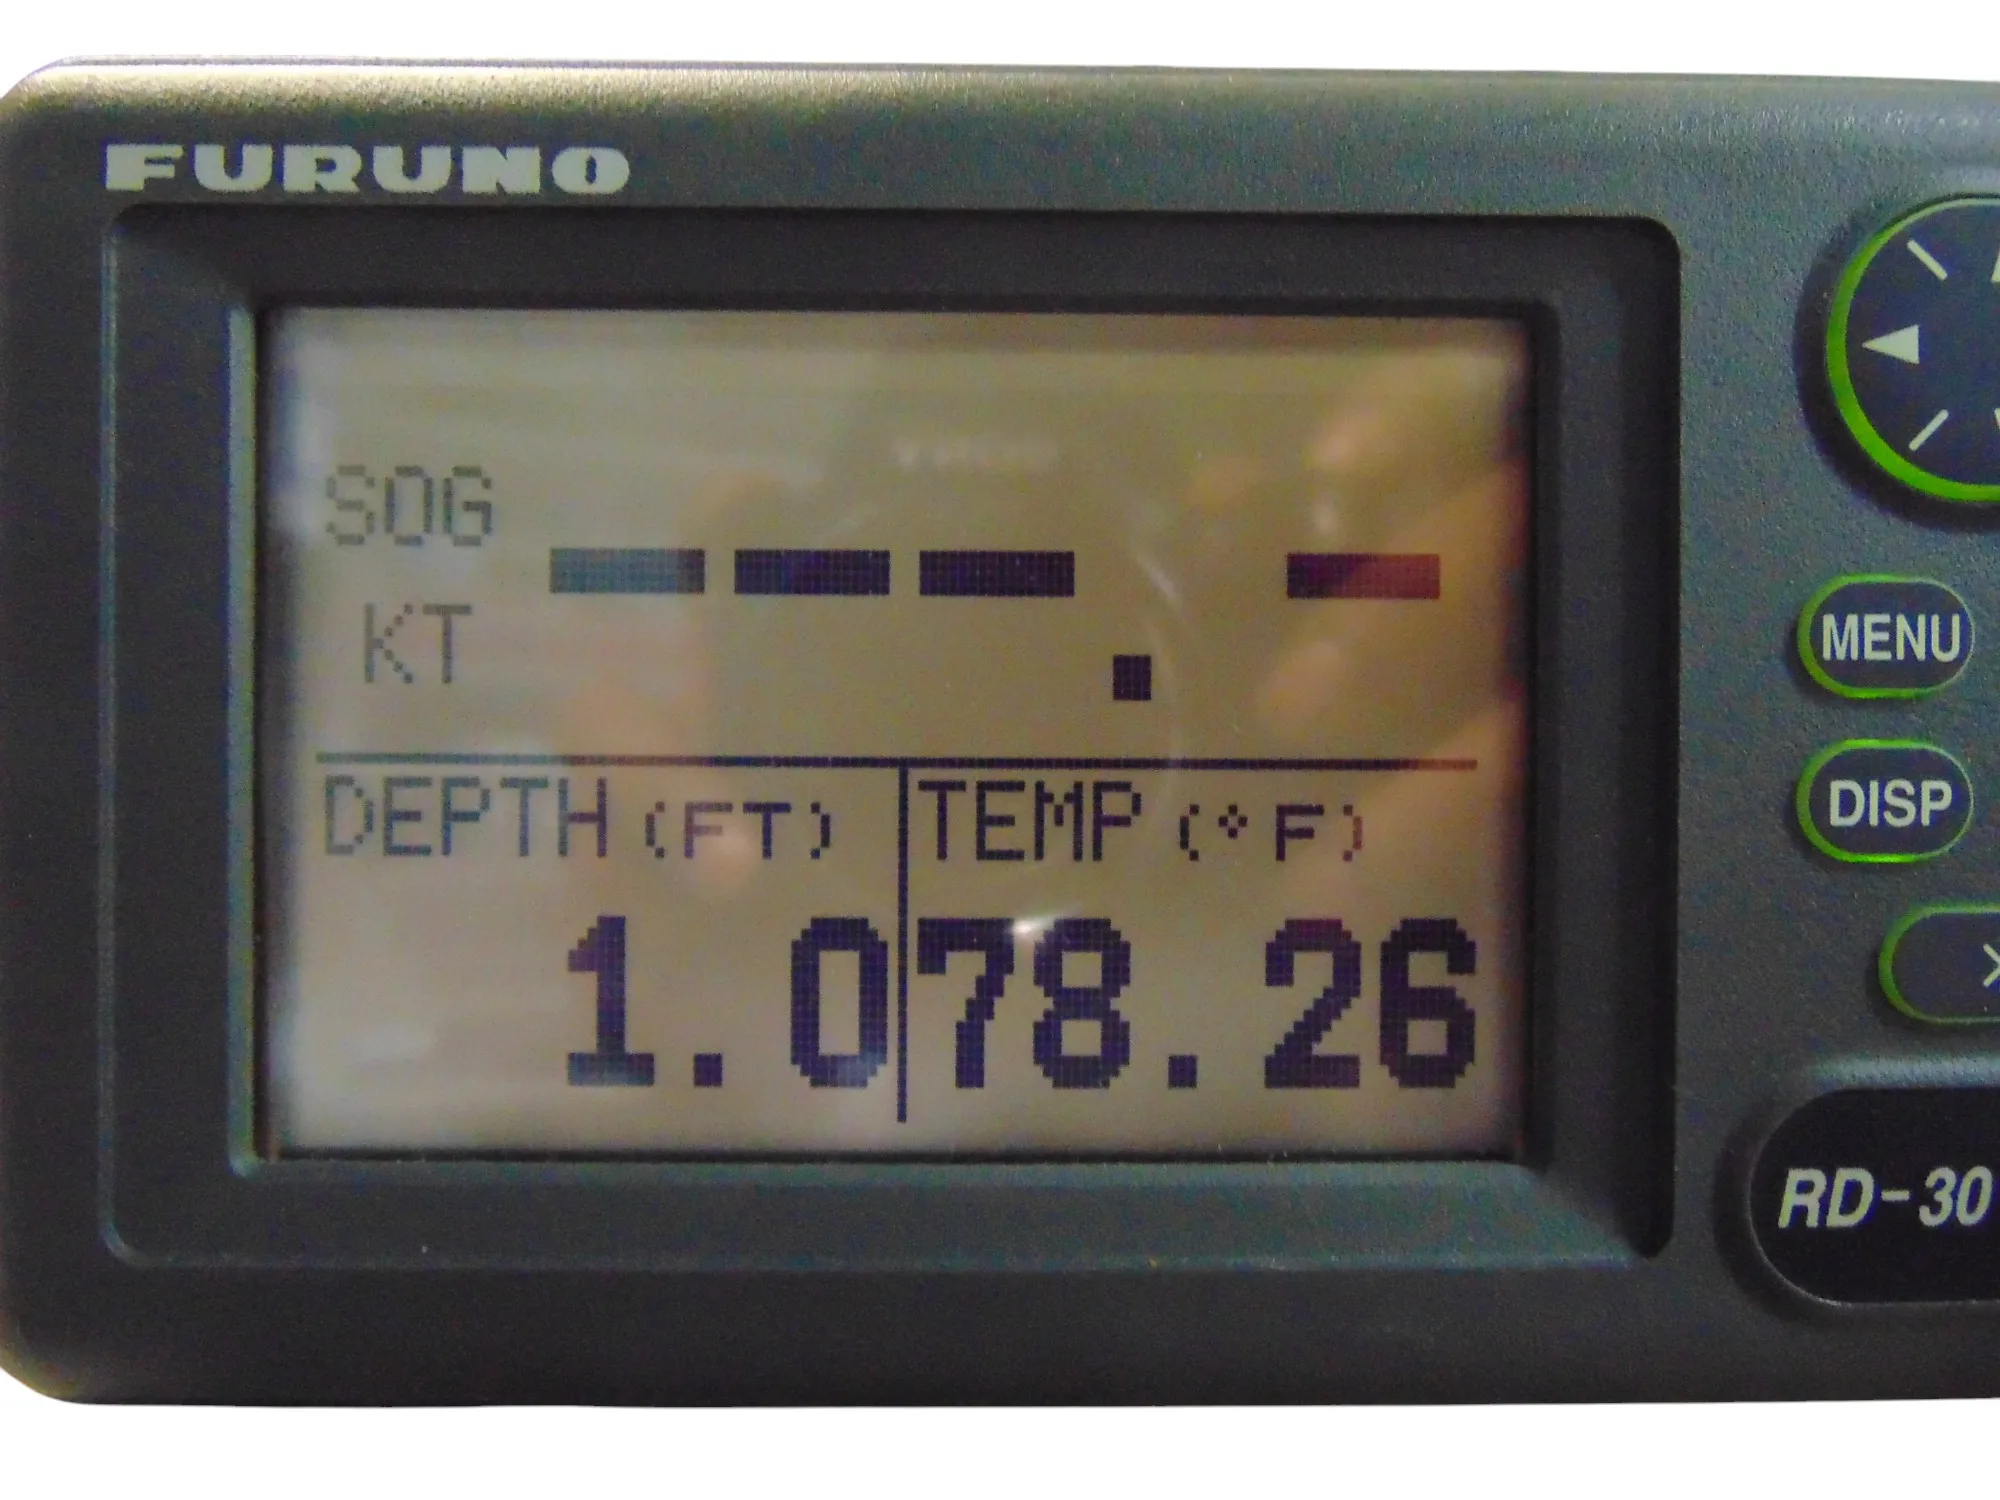 FURUNO
SOG
KT
---.-
DEPTH (FT)
1.0
TEMP (°F)
78.26
MENU
DISP
RD-30